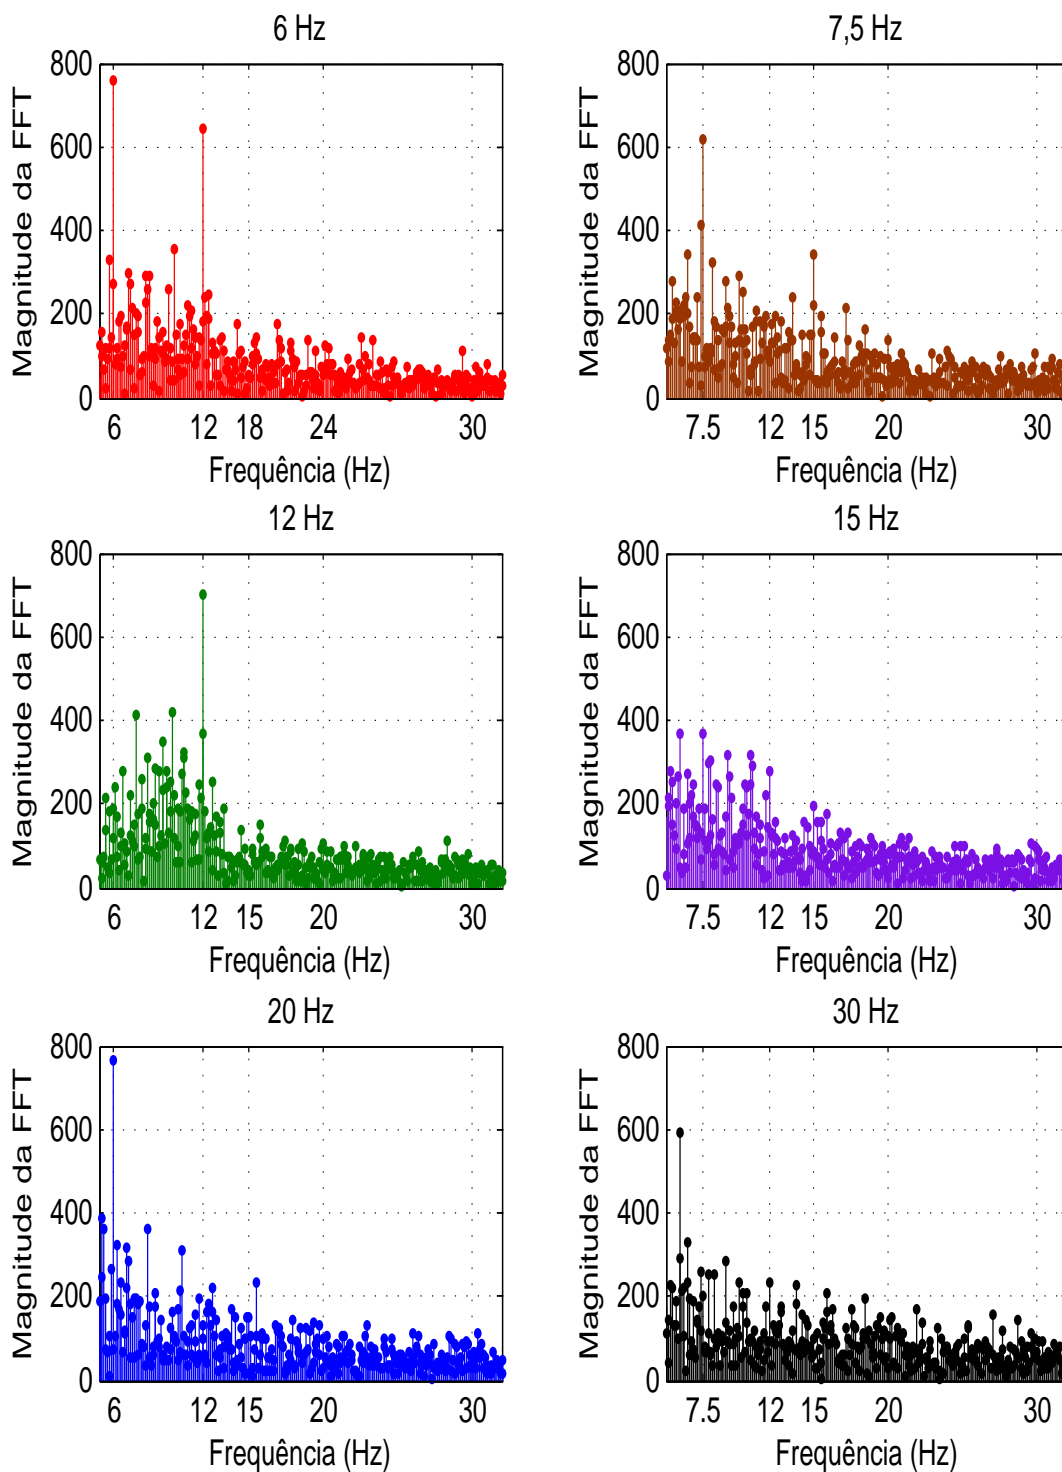 6 Hz
7,5 Hz
Magnitude da FFT
800
600
400
200
0
6 12 18 24 30
Frequência (Hz)
Magnitude da FFT
800
600
400
200
0
7.5 12 15 20 30
Frequência (Hz)
12 Hz
15 Hz
Magnitude da FFT
800
600
400
200
0
6 12 15 20 30
Frequência (Hz)
Magnitude da FFT
800
600
400
200
0
7.5 12 15 20 30
Frequência (Hz)
20 Hz
30 Hz
Magnitude da FFT
800
600
400
200
0
6 12 15 20 30
Frequência (Hz)
Magnitude da FFT
800
600
400
200
0
7.5 12 15 20 30
Frequência (Hz)